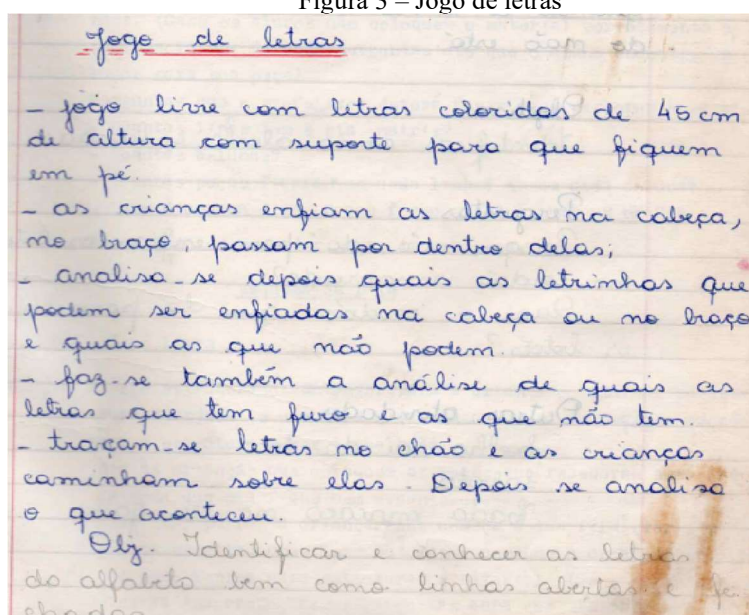 Figura 3 – Jogo de letras
Jogo de letras
- jogo livre com letras coloridas de 45 cm
de altura com suporte para que fiquem
em pé.
- as crianças enfiam as letras na cabeça,
no braço, passam por dentro delas;
- analisa-se depois quais as letrinhas que
podem ser enfiadas na cabeça ou no braço
e quais as que não podem.
- faz-se também a análise de quais as
letras que tem furo e as que não tem.
- traçam-se letras no chão e as crianças
caminham sobre elas. Depois se analisa
o que aconteceu.
Obj. Identificar e conhecer as letras
do alfabeto bem como linhas abertas e fe
chadas